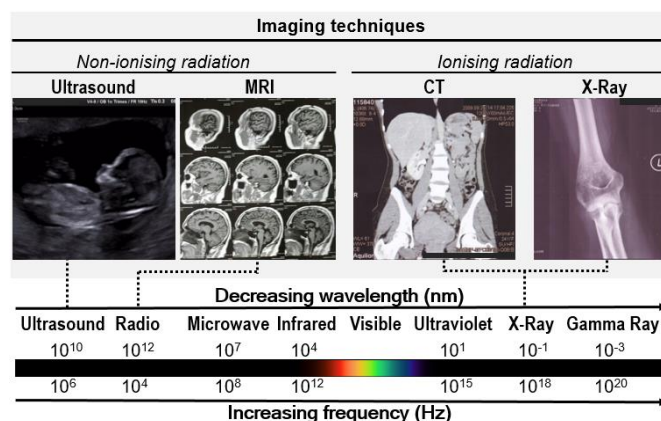 Imaging techniques
Non-ionising radiation
Ionising radiation
Ultrasound
MRI
CT
X-Ray
R
L
Decreasing wavelength (nm)
Ultrasound Radio Microwave Infrared Visible Ultraviolet X-Ray Gamma Ray
10¹⁰ 10¹² 10⁷ 10⁴ 10¹ 10⁻¹ 10⁻³
10⁶ 10⁴ 10⁸ 10¹² 10¹⁵ 10¹⁸ 10²⁰
Increasing frequency (Hz)